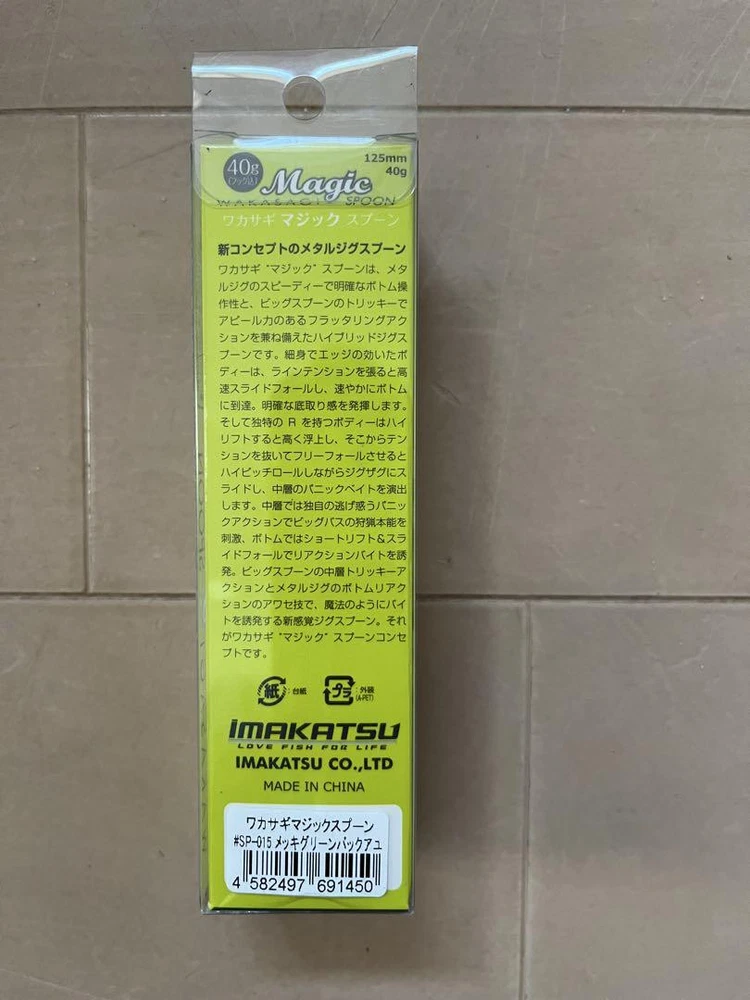 125mm
40g
40g
(フック込)
Magic
WAKASAGI SPOON
ワカサギ マジック スプーン
新コンセプトのメタルジグスプーン
ワカサギ "マジック" スプーンは、メタ
ルジグのスピーディーで明確なボトム操
作性と、ビッグスプーンのトリッキーで
アピール力のあるフラッタリングアク
ションを兼ね備えたハイブリッドジグス
プーンです。細身でエッジの効いたボ
ディーは、ラインテンションを張ると高
速スライドフォールし、速やかにボトム
に到達。明確な底取り感を発揮します。
そして独特の R を持つボディーはハイ
リフトすると高く浮上し、そこからテン
ションを抜いてフリーフォールさせると
ハイピッチロールしながらジグザグにス
ライドし、中層のパニックベイトを演出
します。中層では独自の逃げ惑うパニッ
クアクションでビッグバスの狩猟本能を
刺激、ボトムではショートリフト&スラ
イドフォールでリアクションバイトを誘
発。ビッグスプーンの中層トリッキーア
クションとメタルジグのボトムリアク
ションのアワセ技で、魔法のようにバイ
トを誘発する新感覚ジグスプーン。それ
がワカサギ "マジック" スプーンコンセ
プトです。
紙 :台紙 プラ :外装
(A-PET)
IMAKATSU
LOVE FISH FOR LIFE
IMAKATSU CO.,LTD
MADE IN CHINA
ワカサギマジックスプーン
#SP-015 メッキグリーンバックアユ
4 582497 691450